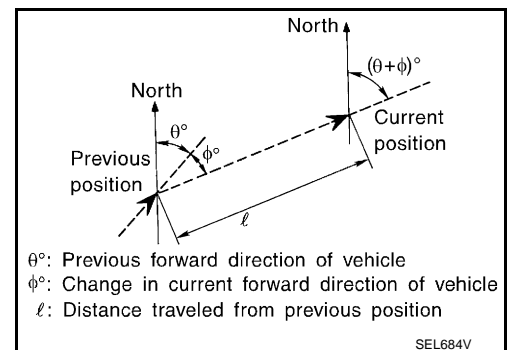 North
(θ+ϕ)°
North
θ°
ϕ°
Previous
position
Current
position
ℓ
θ°: Previous forward direction of vehicle
ϕ°: Change in current forward direction of vehicle
ℓ: Distance traveled from previous position
SEL684V